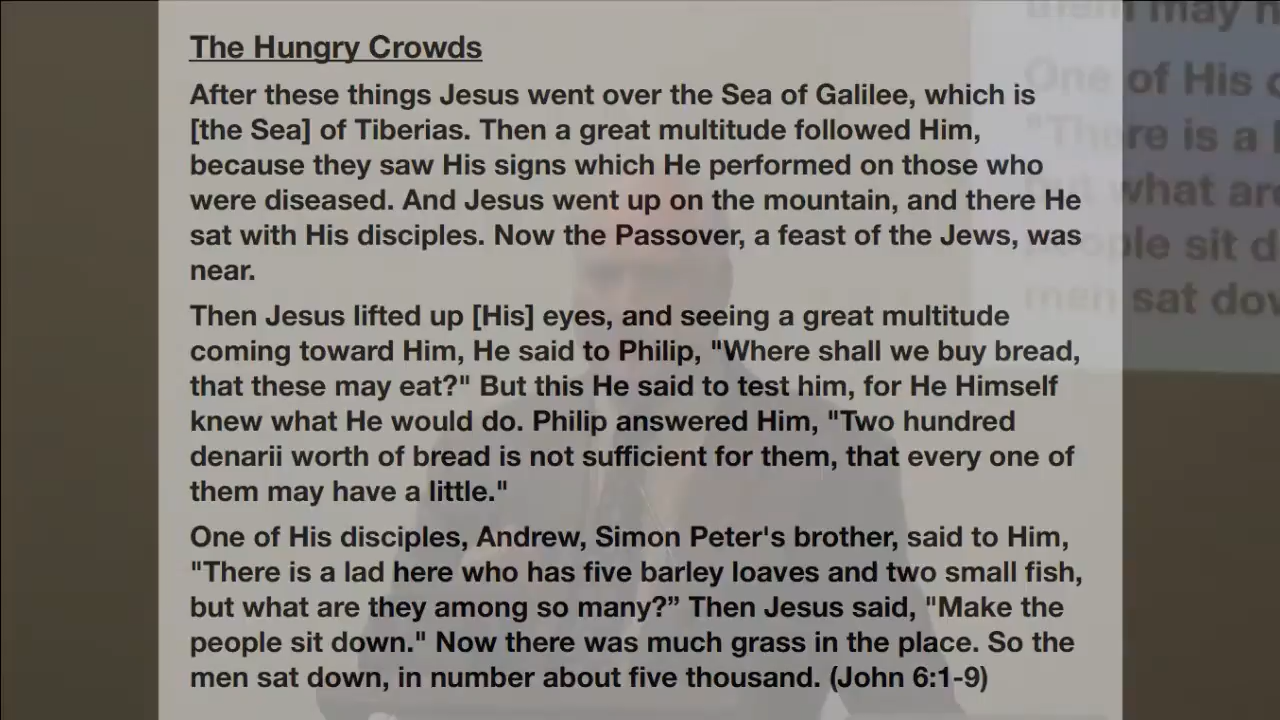 The Hungry Crowds
After these things Jesus went over the Sea of Galilee, which is
[the Sea] of Tiberias. Then a great multitude followed Him,
because they saw His signs which He performed on those who
were diseased. And Jesus went up on the mountain, and there He
sat with His disciples. Now the Passover, a feast of the Jews, was
near.
Then Jesus lifted up [His] eyes, and seeing a great multitude
coming toward Him, He said to Philip, "Where shall we buy bread,
that these may eat?" But this He said to test him, for He Himself
knew what He would do. Philip answered Him, "Two hundred
denarii worth of bread is not sufficient for them, that every one of
them may have a little."
One of His disciples, Andrew, Simon Peter's brother, said to Him,
"There is a lad here who has five barley loaves and two small fish,
but what are they among so many?” Then Jesus said, "Make the
people sit down." Now there was much grass in the place. So the
men sat down, in number about five thousand. (John 6:1-9)
them may
One of His
"There is a
but what are
people sit
men sat